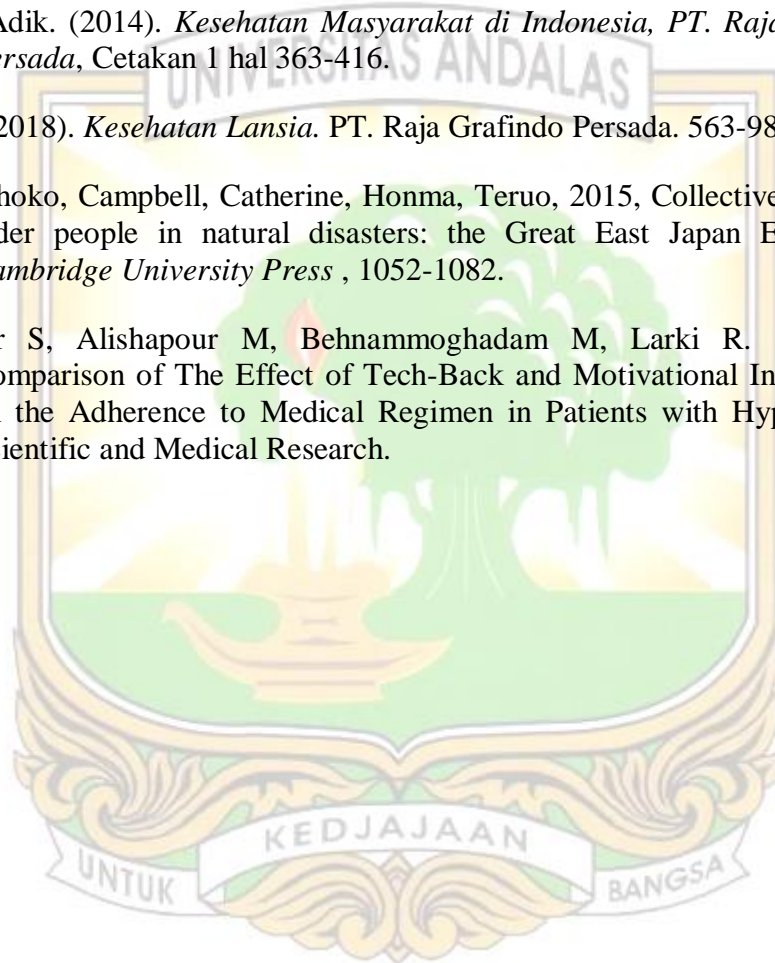 Adik. (2014). Kesehatan Masyarakat di Indonesia, PT. Raja
ersada, Cetakan 1 hal 363-416.
2018). Kesehatan Lansia. PT. Raja Grafindo Persada. 563-98
hoko, Campbell, Catherine, Honma, Teruo, 2015, Collective
der people in natural disasters: the Great East Japan E
ambridge University Press , 1052-1082.
r S, Alishapour M, Behnammoghadam M, Larki R.
omparison of The Effect of Tech-Back and Motivational In
the Adherence to Medical Regimen in Patients with Hyp
cientific and Medical Research.
UNIVERSITAS ANDALAS
KEDJAJAAN
UNTUK BANGSA